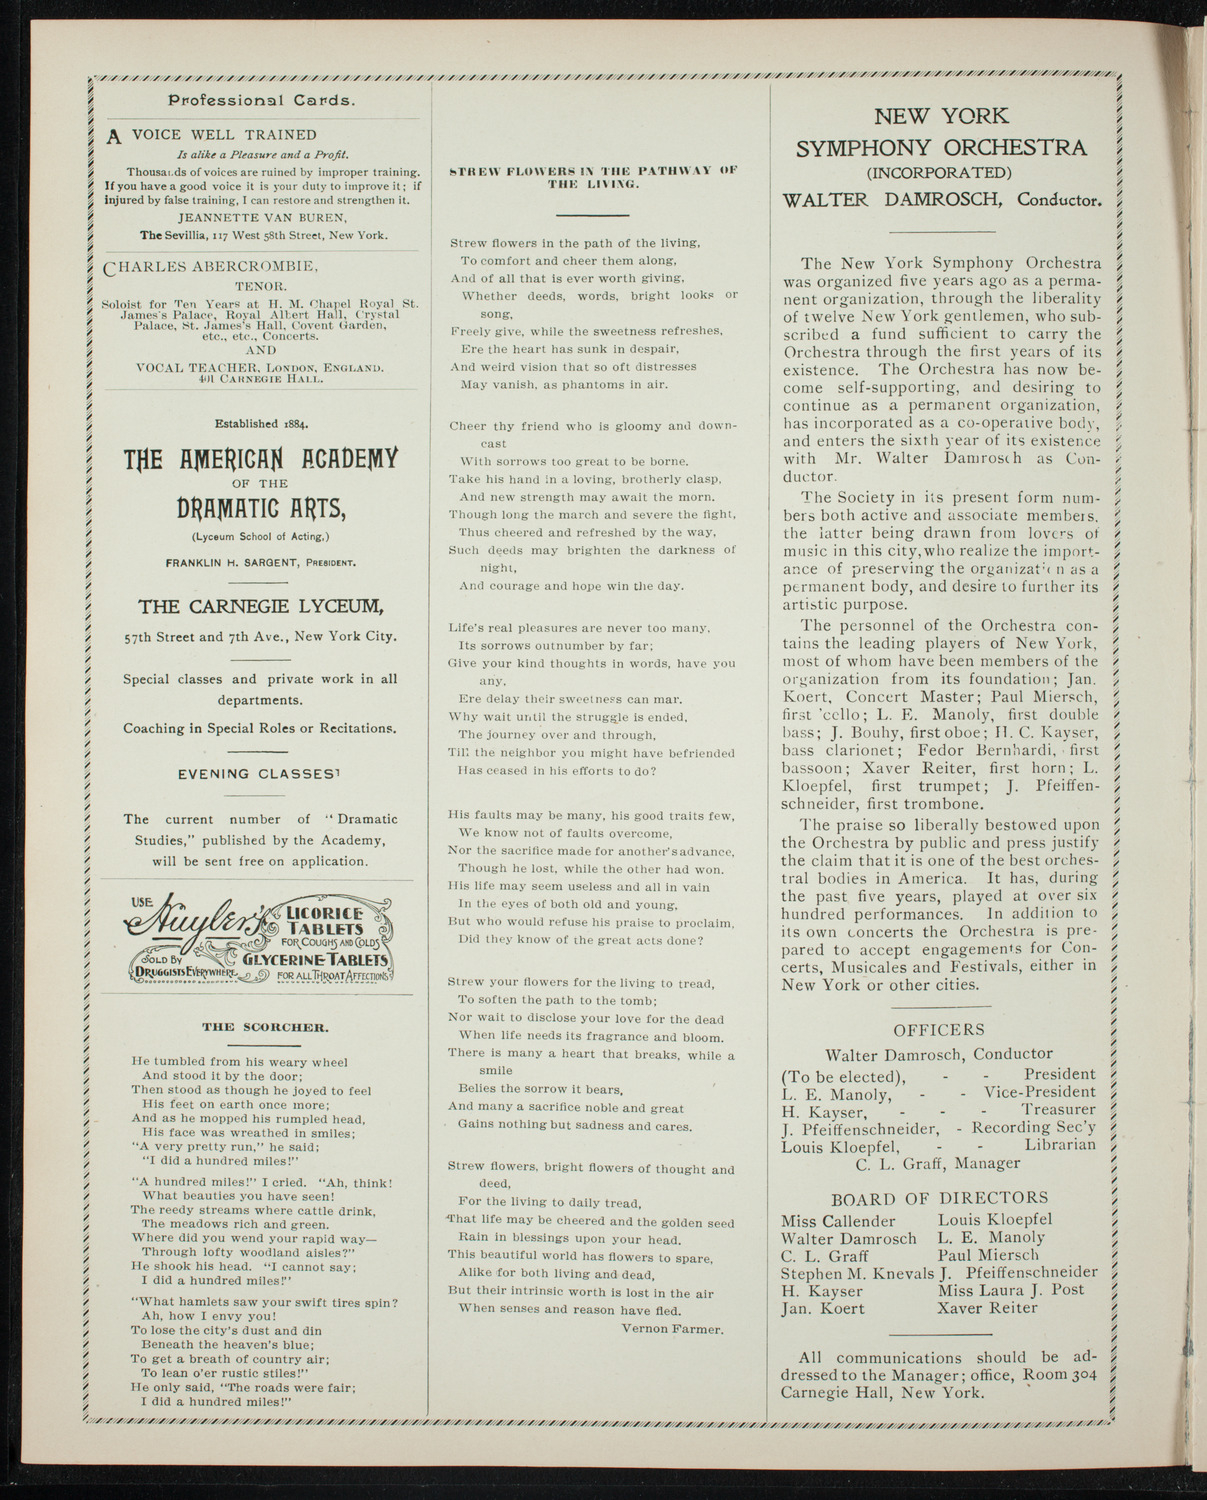 Professional Cards.
A VOICE WELL TRAINED
Is alike a Pleasure and a Profit.
Thousands of voices are ruined by improper training.
If you have a good voice it is your duty to improve it; if
injured by false training, I can restore and strengthen it.
JEANNETTE VAN BUREN,
The Sevillia, 117 West 58th Street, New York.
CHARLES ABERCROMBIE,
TENOR.
Soloist for Ten Years at H. M. Chapel Royal St.
James's Palace, Royal Albert Hall, Crystal
Palace, St. James's Hall, Covent Garden,
etc., etc., Concerts.
AND
VOCAL TEACHER, LONDON, ENGLAND.
401 CARNEGIE HALL.
Established 1884.
THE AMERICAN ACADEMY
OF THE
DRAMATIC ARTS,
(Lyceum School of Acting,)
FRANKLIN H. SARGENT, PRESIDENT.
THE CARNEGIE LYCEUM,
57th Street and 7th Ave., New York City.
Special classes and private work in all
departments.
Coaching in Special Roles or Recitations.
EVENING CLASSES
The current number of "Dramatic
Studies," published by the Academy,
will be sent free on application.
USE
Huyler's
LICORICE
TABLETS
FOR COUGHS AND COLDS
SOLD BY
DRUGGISTS EVERYWHERE
GLYCERINE TABLETS
FOR ALL THROAT AFFECTIONS
THE SCORCHER.
He tumbled from his weary wheel
And stood it by the door;
Then stood as though he joyed to feel
His feet on earth once more;
And as he mopped his rumpled head,
His face was wreathed in smiles;
"A very pretty run," he said;
"I did a hundred miles!"
"A hundred miles!" I cried. "Ah, think!
What beauties you have seen!
The reedy streams where cattle drink,
The meadows rich and green.
Where did you wend your rapid way—
Through lofty woodland aisles?"
He shook his head. "I cannot say;
I did a hundred miles!"
"What hamlets saw your swift tires spin?
Ah, how I envy you!
To lose the city's dust and din
Beneath the heaven's blue;
To get a breath of country air;
To lean o'er rustic stiles!"
He only said, "The roads were fair;
I did a hundred miles!"
STREW FLOWERS IN THE PATHWAY OF
THE LIVING.
Strew flowers in the path of the living,
To comfort and cheer them along,
And of all that is ever worth giving,
Whether deeds, words, bright looks or
song,
Freely give, while the sweetness refreshes,
Ere the heart has sunk in despair,
And weird vision that so oft distresses
May vanish, as phantoms in air.
Cheer thy friend who is gloomy and down-
cast
With sorrows too great to be borne.
Take his hand in a loving, brotherly clasp,
And new strength may await the morn.
Though long the march and severe the fight,
Thus cheered and refreshed by the way,
Such deeds may brighten the darkness of
night,
And courage and hope win the day.
Life's real pleasures are never too many,
Its sorrows outnumber by far;
Give your kind thoughts in words, have you
any,
Ere delay their sweetness can mar.
Why wait until the struggle is ended,
The journey over and through,
Till the neighbor you might have befriended
Has ceased in his efforts to do?
His faults may be many, his good traits few,
We know not of faults overcome,
Nor the sacrifice made for another's advance,
Though he lost, while the other had won.
His life may seem useless and all in vain
In the eyes of both old and young,
But who would refuse his praise to proclaim,
Did they know of the great acts done?
Strew your flowers for the living to tread,
To soften the path to the tomb;
Nor wait to disclose your love for the dead
When life needs its fragrance and bloom.
There is many a heart that breaks, while a
smile
Belies the sorrow it bears,
And many a sacrifice noble and great
Gains nothing but sadness and cares.
Strew flowers, bright flowers of thought and
deed,
For the living to daily tread,
That life may be cheered and the golden seed
Rain in blessings upon your head.
This beautiful world has flowers to spare,
Alike for both living and dead,
But their intrinsic worth is lost in the air
When senses and reason have fled.
Vernon Farmer.
NEW YORK
SYMPHONY ORCHESTRA
(INCORPORATED)
WALTER DAMROSCH, Conductor.
The New York Symphony Orchestra
was organized five years ago as a perma-
nent organization, through the liberality
of twelve New York gentlemen, who sub-
scribed a fund sufficient to carry the
Orchestra through the first years of its
existence. The Orchestra has now be-
come self-supporting, and desiring to
continue as a permanent organization,
has incorporated as a co-operative body,
and enters the sixth year of its existence
with Mr. Walter Damrosch as Con-
ductor.
The Society in its present form num-
bers both active and associate members,
the latter being drawn from lovers of
music in this city, who realize the import-
ance of preserving the organization as a
permanent body, and desire to further its
artistic purpose.
The personnel of the Orchestra con-
tains the leading players of New York,
most of whom have been members of the
organization from its foundation; Jan.
Koert, Concert Master; Paul Miersch,
first 'cello; L. E. Manoly, first double
bass; J. Bouhy, first oboe; H. C. Kayser,
bass clarionet; Fedor Bernhardi, first
bassoon; Xaver Reiter, first horn; L.
Kloepfel, first trumpet; J. Pfeiffen-
schneider, first trombone.
The praise so liberally bestowed upon
the Orchestra by public and press justify
the claim that it is one of the best orches-
tral bodies in America. It has, during
the past five years, played at over six
hundred performances. In addition to
its own concerts the Orchestra is pre-
pared to accept engagements for Con-
certs, Musicales and Festivals, either in
New York or other cities.
OFFICERS
Walter Damrosch, Conductor
(To be elected), - - President
L. E. Manoly, - - Vice-President
H. Kayser, - - - Treasurer
J. Pfeiffenschneider, - Recording Sec'y
Louis Kloepfel, - - Librarian
C. L. Graff, Manager
BOARD OF DIRECTORS
Miss Callender Louis Kloepfel
Walter Damrosch L. E. Manoly
C. L. Graff Paul Miersch
Stephen M. Knevals J. Pfeiffenschneider
H. Kayser Miss Laura J. Post
Jan. Koert Xaver Reiter
All communications should be ad-
dressed to the Manager; office, Room 304
Carnegie Hall, New York.